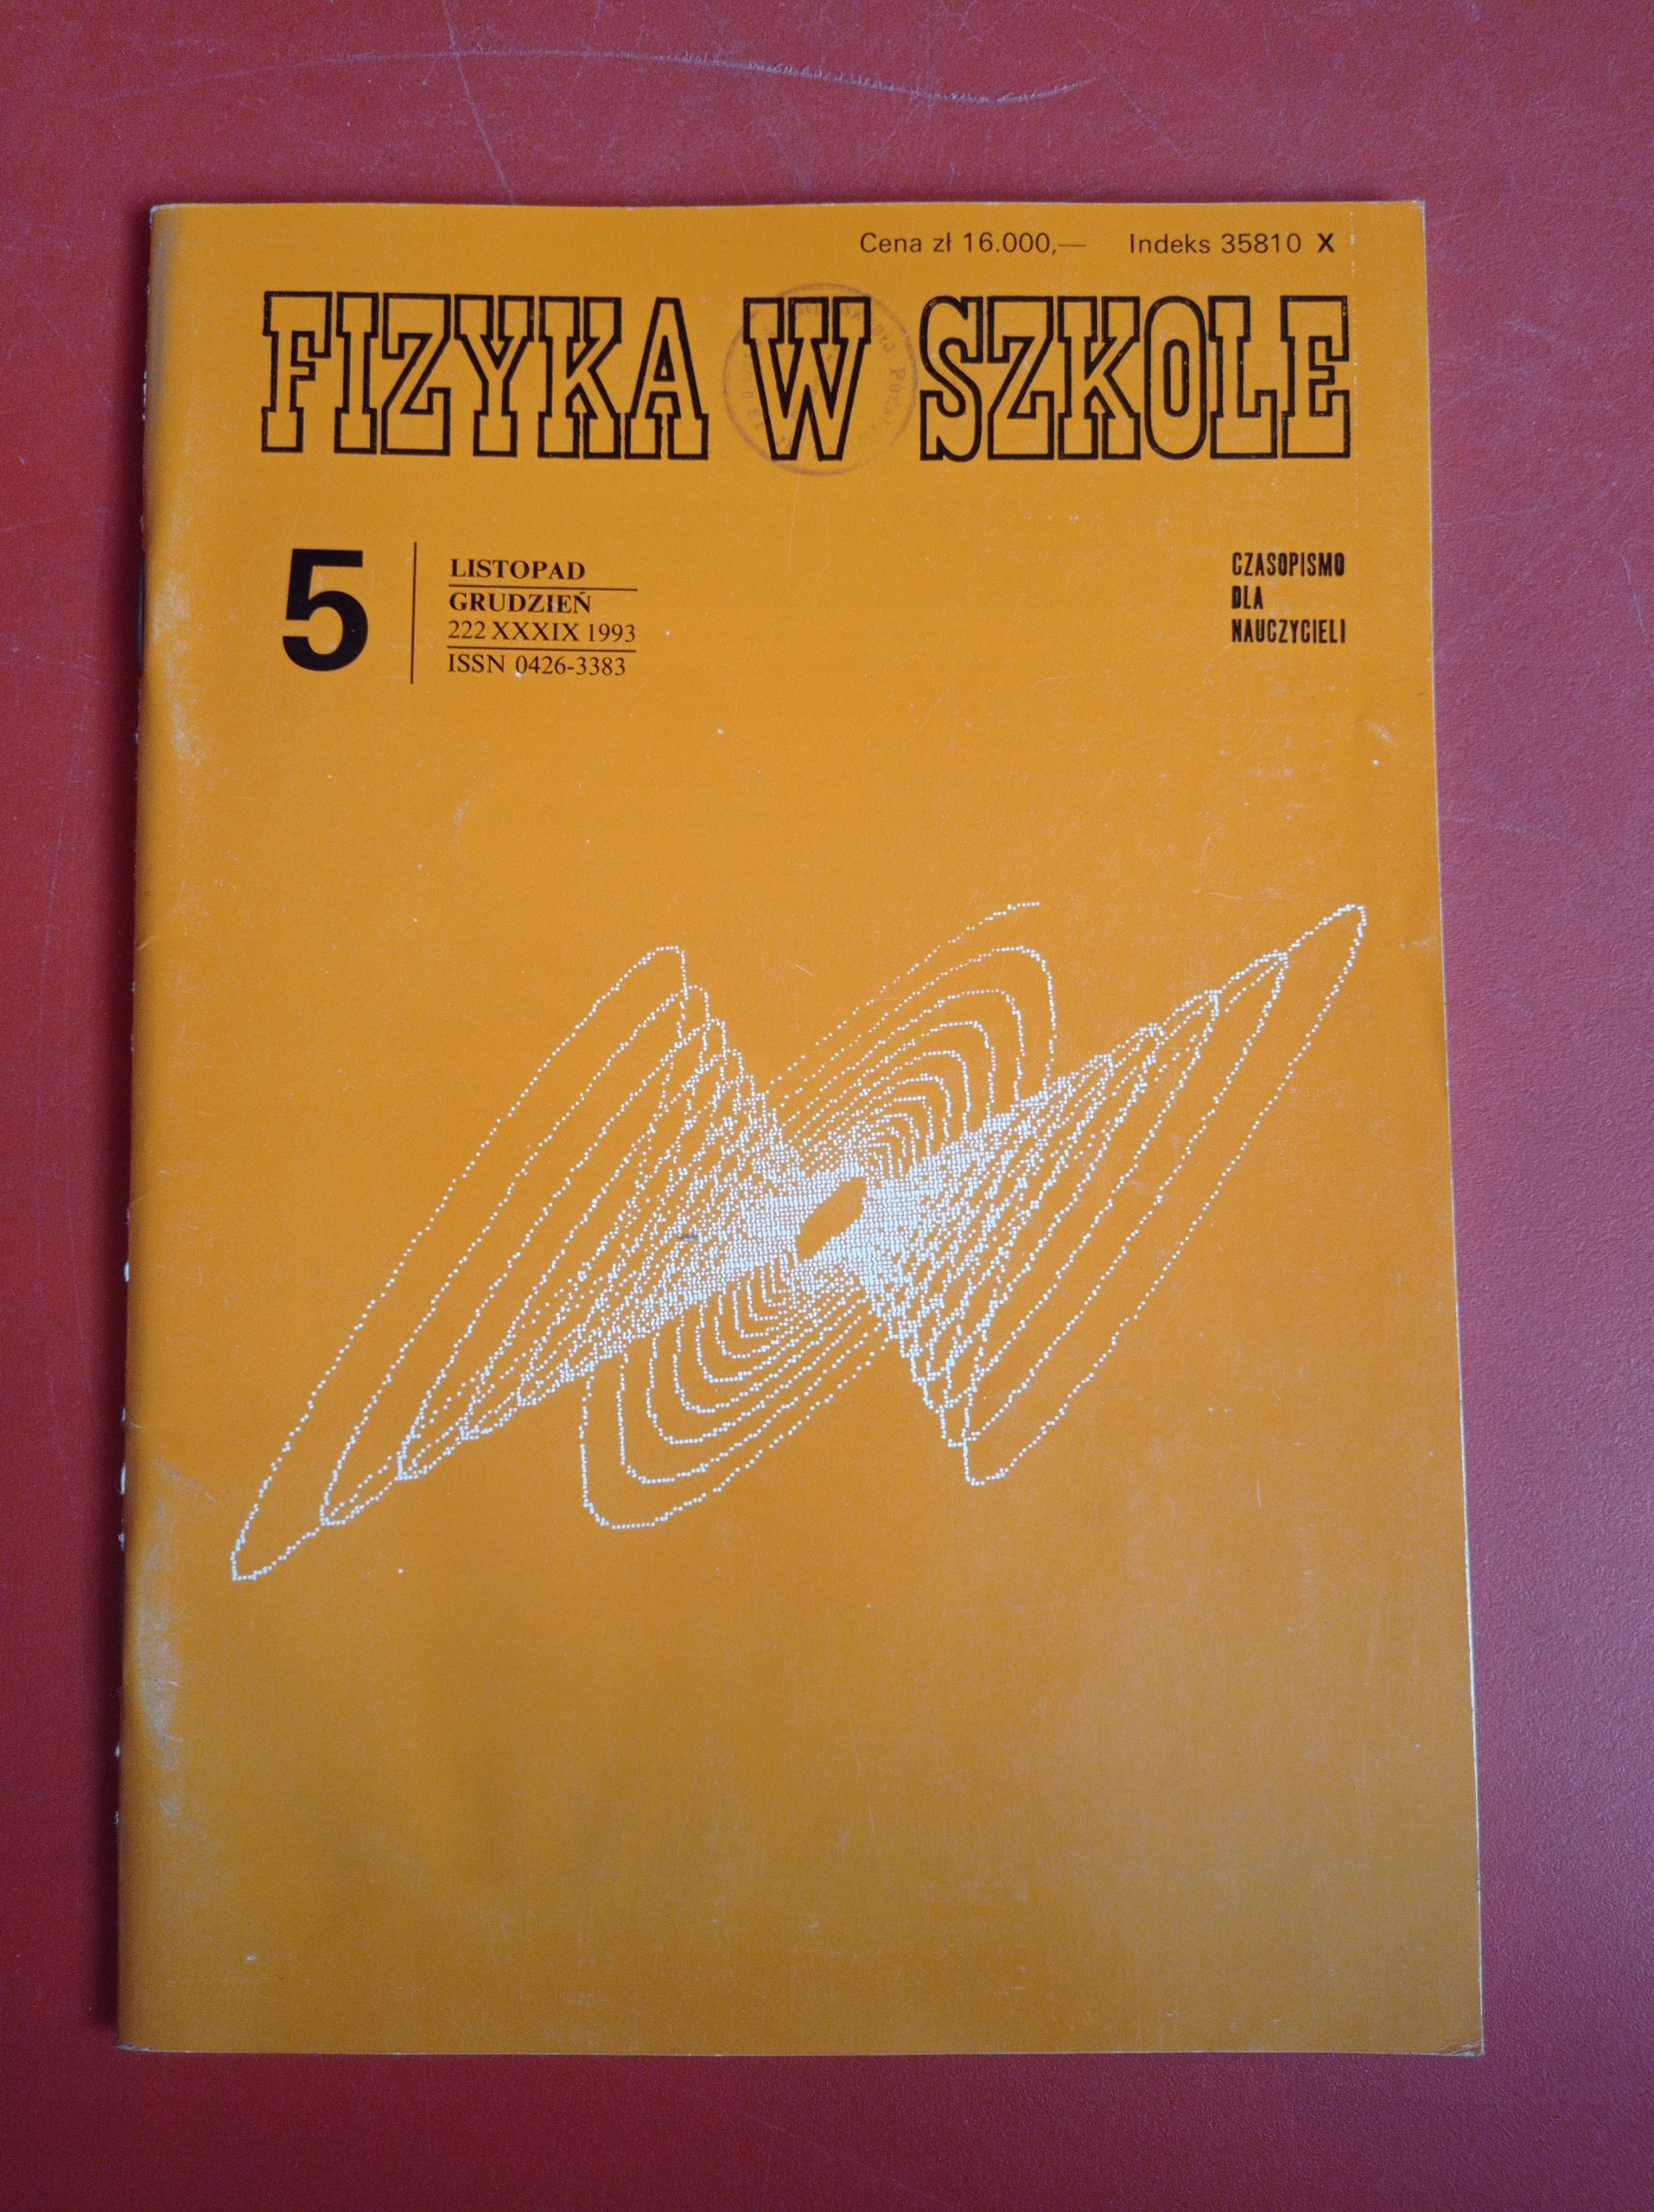 Cena zł 16.000,— Indeks 35810 X
FIZYKA W SZKOLE
5
LISTOPAD
GRUDZIEŃ
222 XXXIX 1993
ISSN 0426-3383
CZASOPISMO
DLA
NAUCZYCIELI